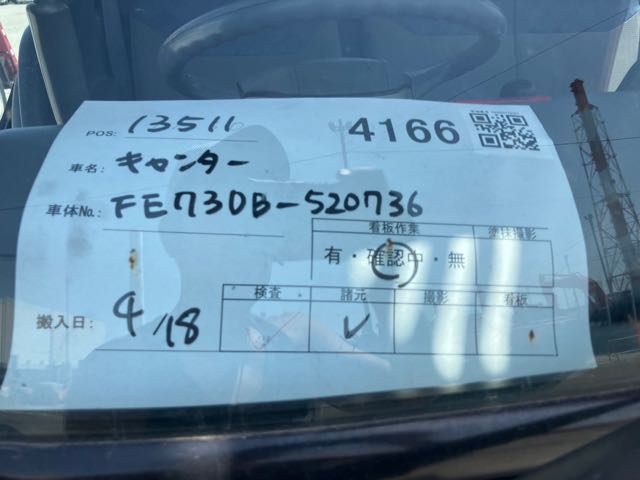 POS: 13511 4166
車名: キャンター
車体No.: FE73DB-520736
看板作業 塗抹撮影
有・確認中・無
検査 諸元 撮影 看板
搬入日: 4/18 ✓